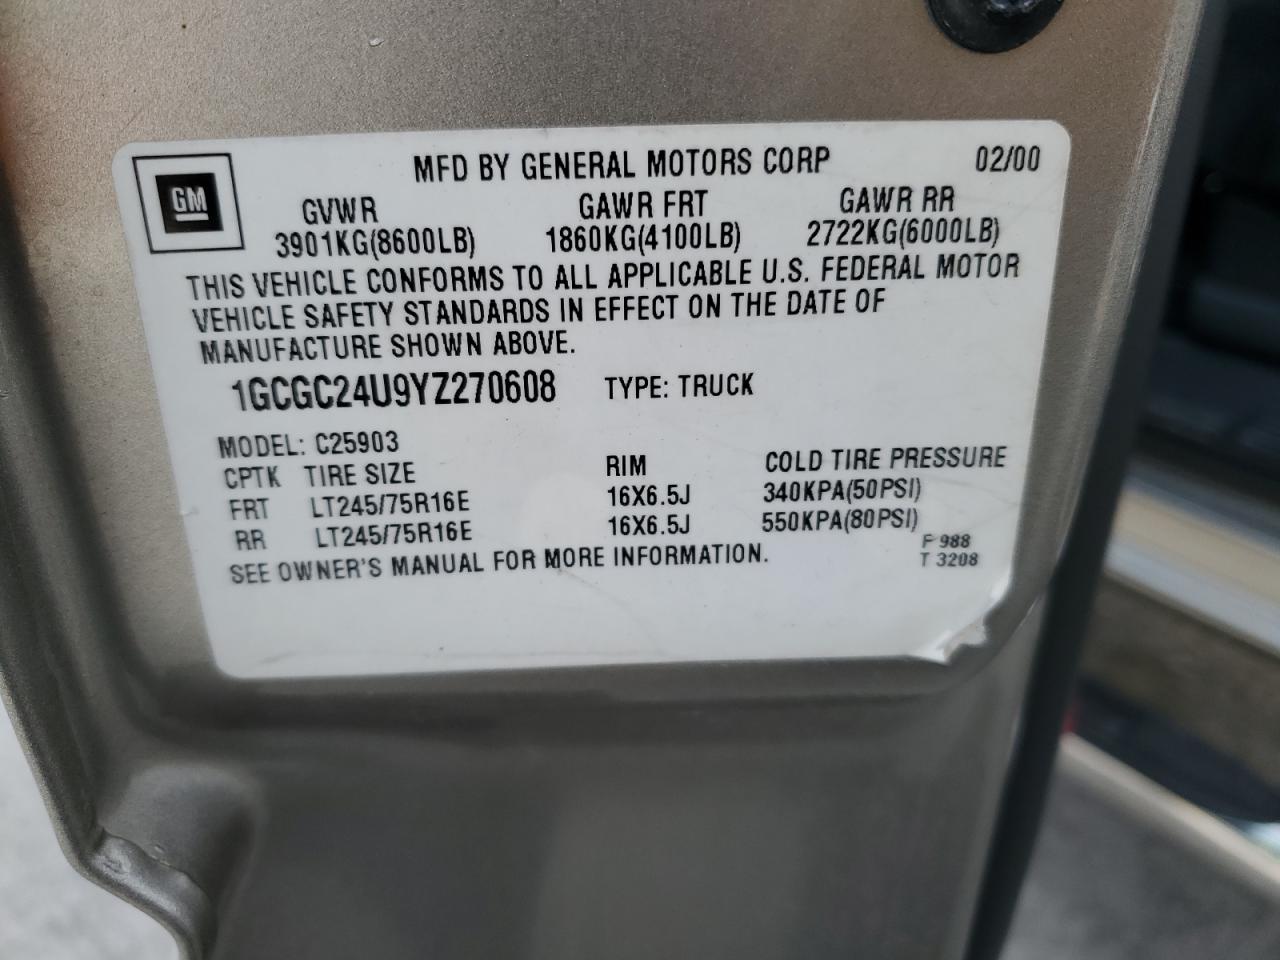 GM
MFD BY GENERAL MOTORS CORP 02/00
GVWR GAWR FRT GAWR RR
3901KG(8600LB) 1860KG(4100LB) 2722KG(6000LB)
THIS VEHICLE CONFORMS TO ALL APPLICABLE U.S. FEDERAL MOTOR
VEHICLE SAFETY STANDARDS IN EFFECT ON THE DATE OF
MANUFACTURE SHOWN ABOVE.
1GCGC24U9YZ270608 TYPE: TRUCK
MODEL: C25903
CPTK TIRE SIZE RIM COLD TIRE PRESSURE
FRT LT245/75R16E 16X6.5J 340KPA(50PSI)
RR LT245/75R16E 16X6.5J 550KPA(80PSI)
F 988
SEE OWNER'S MANUAL FOR MORE INFORMATION. T 3208